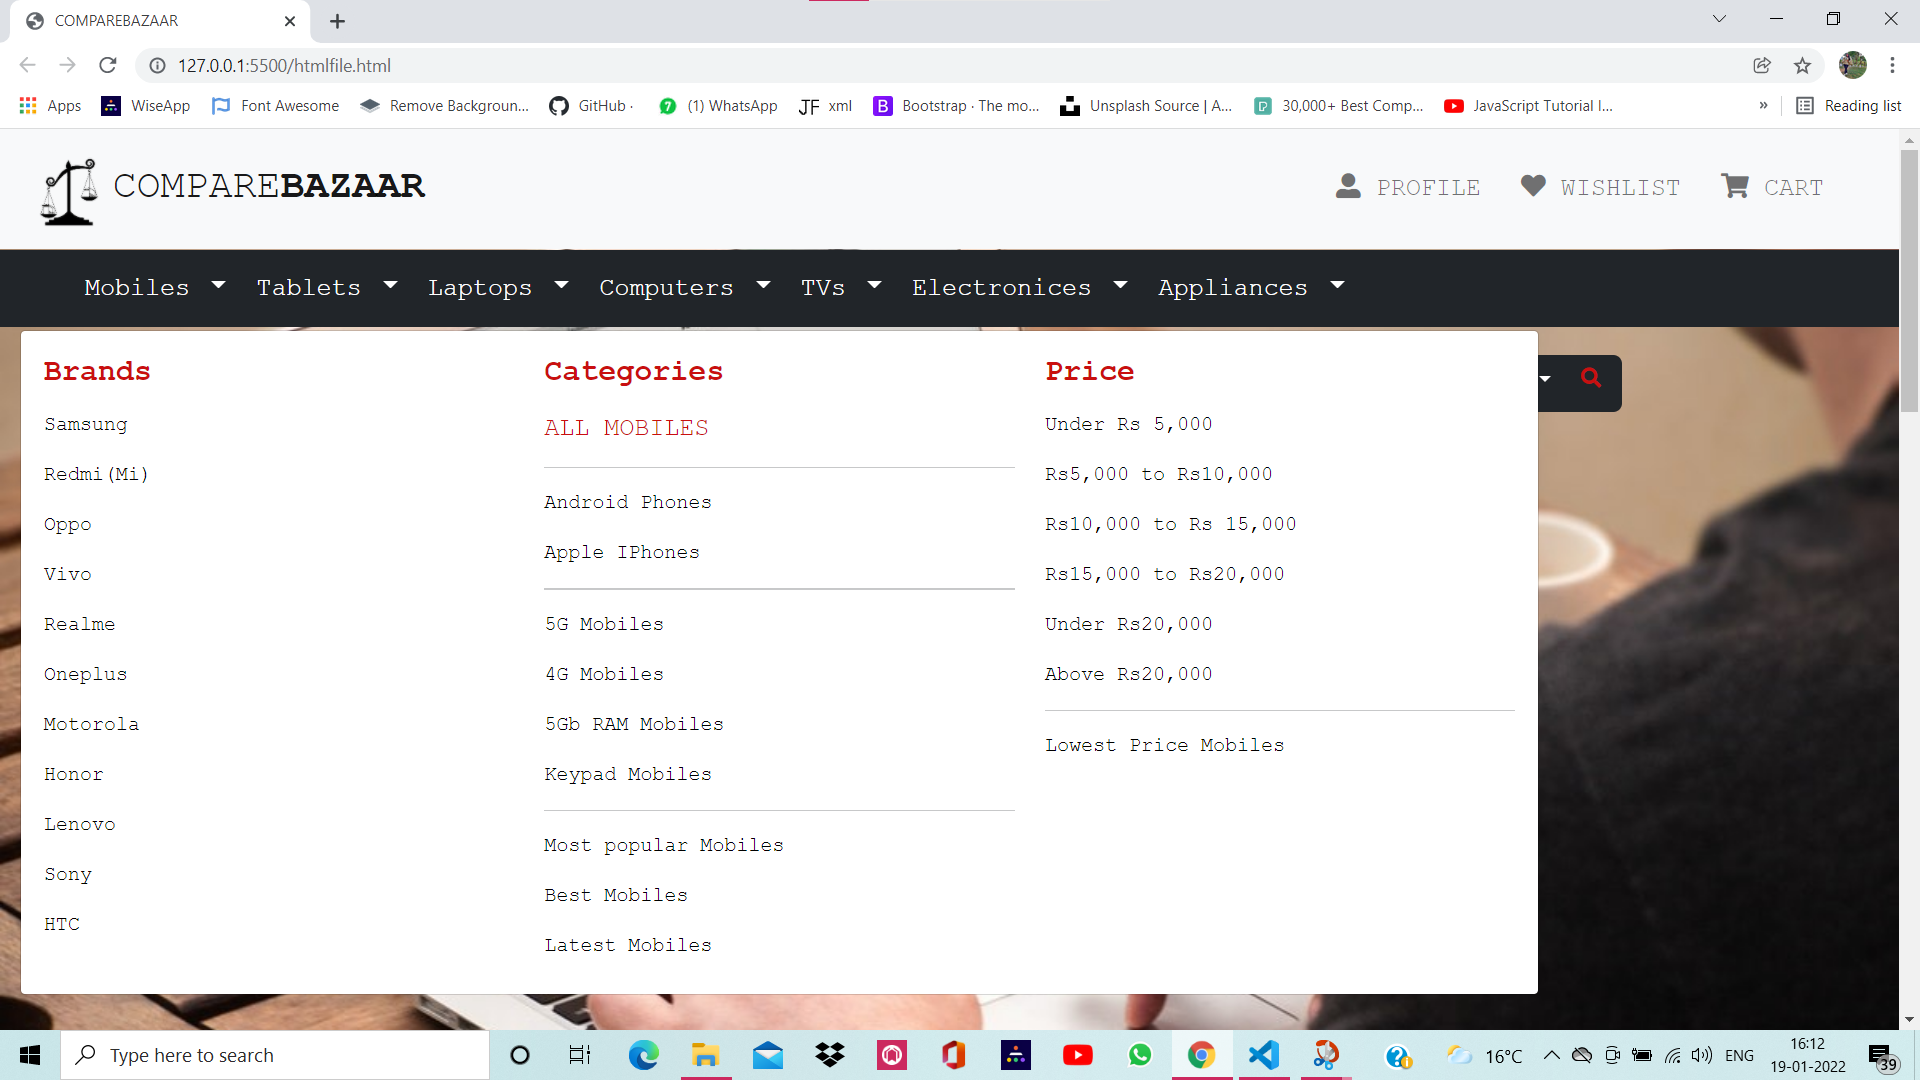 COMPAREBAZAAR
127.0.0.1:5500/htmlfile.html
Apps WiseApp Font Awesome Remove Backgroun... GitHub · (1) WhatsApp JF xml Bootstrap · The mo... Unsplash Source | A... 30,000+ Best Comp... JavaScript Tutorial I... » Reading list
COMPAREBAZAAR PROFILE WISHLIST CART
Mobiles Tablets Laptops Computers TVs Electronices Appliances
Brands
Samsung
Redmi(Mi)
Oppo
Vivo
Realme
Oneplus
Motorola
Honor
Lenovo
Sony
HTC
Categories
ALL MOBILES
Android Phones
Apple IPhones
5G Mobiles
4G Mobiles
5Gb RAM Mobiles
Keypad Mobiles
Most popular Mobiles
Best Mobiles
Latest Mobiles
Price
Under Rs 5,000
Rs5,000 to Rs10,000
Rs10,000 to Rs 15,000
Rs15,000 to Rs20,000
Under Rs20,000
Above Rs20,000
Lowest Price Mobiles
Type here to search 16°C ENG 16:12
19-01-2022 39